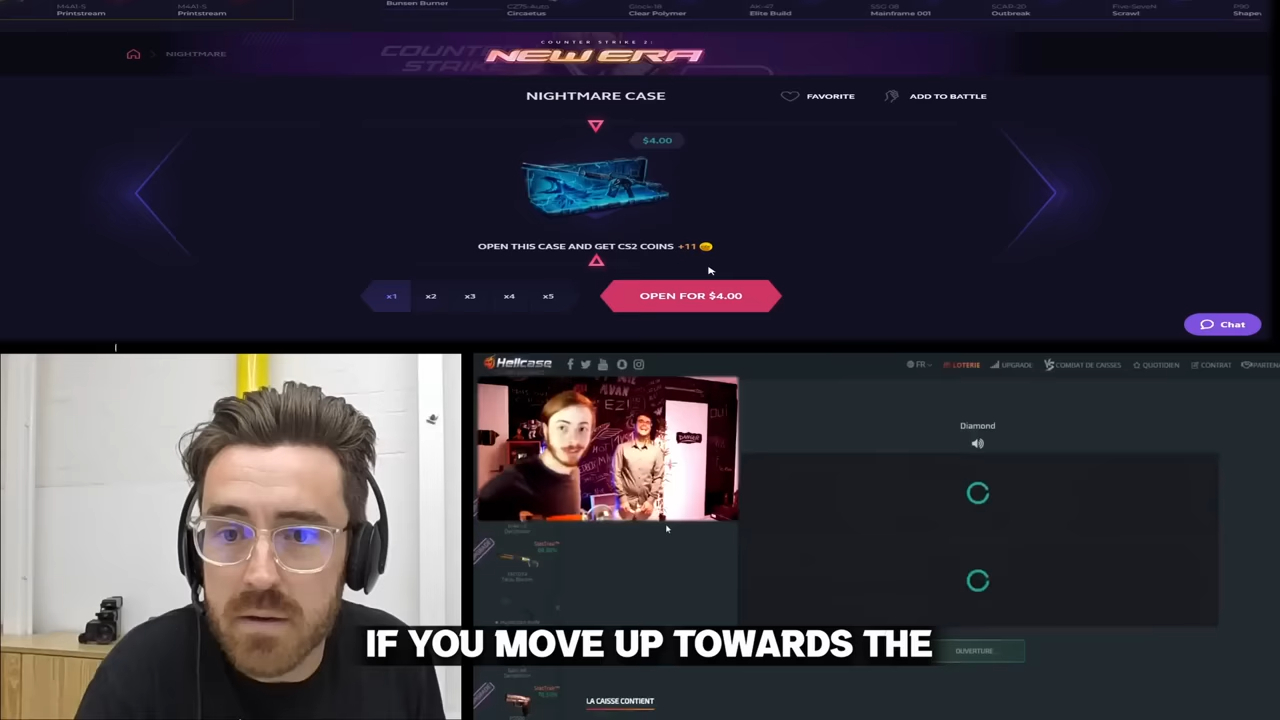 M4A1-S
Printstream
M4A1-S
Printstream
Bunsen Burner
CZ75-Auto
Circaetus
Glock-18
Clear Polymer
AK-47
Elite Build
SSG 08
Mainframe 001
SCAR-20
Outbreak
Five-SeveN
Scrawl
P90
NIGHTMARE
COUNTER STRIKE 2:
NEW ERA
NIGHTMARE CASE
FAVORITE
ADD TO BATTLE
$4.00
OPEN THIS CASE AND GET CS2 COINS +11
x1
x2
x3
x4
x5
OPEN FOR $4.00
Chat
Hellcase
FR
LOTERIE
UPGRADE
COMBAT DE CAISSES
QUOTIDIEN
CONTRAT
PARTEN
Diamond
DANGER
OUVERTURE
IF YOU MOVE UP TOWARDS THE
LA CAISSE CONTIENT